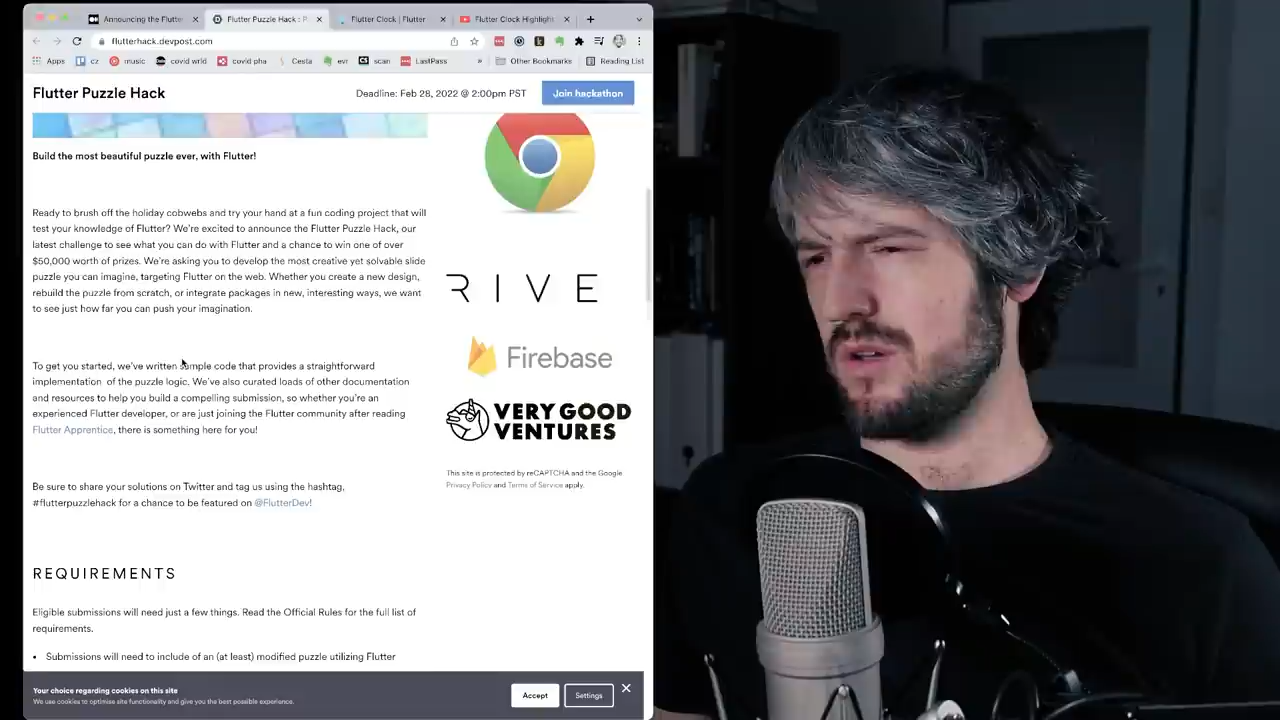 Announcing the Flutte
Flutter Puzzle Hack : P
Flutter Clock | Flutter
Flutter Clock Highlight
flutterhack.devpost.com
Apps
cz
music
covid wrld
covid pha
Cesta
evr
scan
LastPass
»
Other Bookmarks
Reading List
Flutter Puzzle Hack
Deadline: Feb 28, 2022 @ 2:00pm PST
Join hackathon
Build the most beautiful puzzle ever, with Flutter!
Ready to brush off the holiday cobwebs and try your hand at a fun coding project that will
test your knowledge of Flutter? We're excited to announce the Flutter Puzzle Hack, our
latest challenge to see what you can do with Flutter and a chance to win one of over
$50,000 worth of prizes. We're asking you to develop the most creative yet solvable slide
puzzle you can imagine, targeting Flutter on the web. Whether you create a new design,
rebuild the puzzle from scratch, or integrate packages in new, interesting ways, we want
to see just how far you can push your imagination.
To get you started, we've written sample code that provides a straightforward
implementation of the puzzle logic. We've also curated loads of other documentation
and resources to help you build a compelling submission, so whether you're an
experienced Flutter developer, or are just joining the Flutter community after reading
Flutter Apprentice, there is something here for you!
Be sure to share your solutions on Twitter and tag us using the hashtag,
#flutterpuzzlehack for a chance to be featured on @FlutterDev!
REQUIREMENTS
Eligible submissions will need just a few things. Read the Official Rules for the full list of
requirements.
• Submissions will need to include of an (at least) modified puzzle utilizing Flutter
RIVE
Firebase
VERY GOOD
VENTURES
This site is protected by reCAPTCHA and the Google
Privacy Policy and Terms of Service apply.
Your choice regarding cookies on this site
We use cookies to optimise site functionality and give you the best possible experience.
Accept
Settings